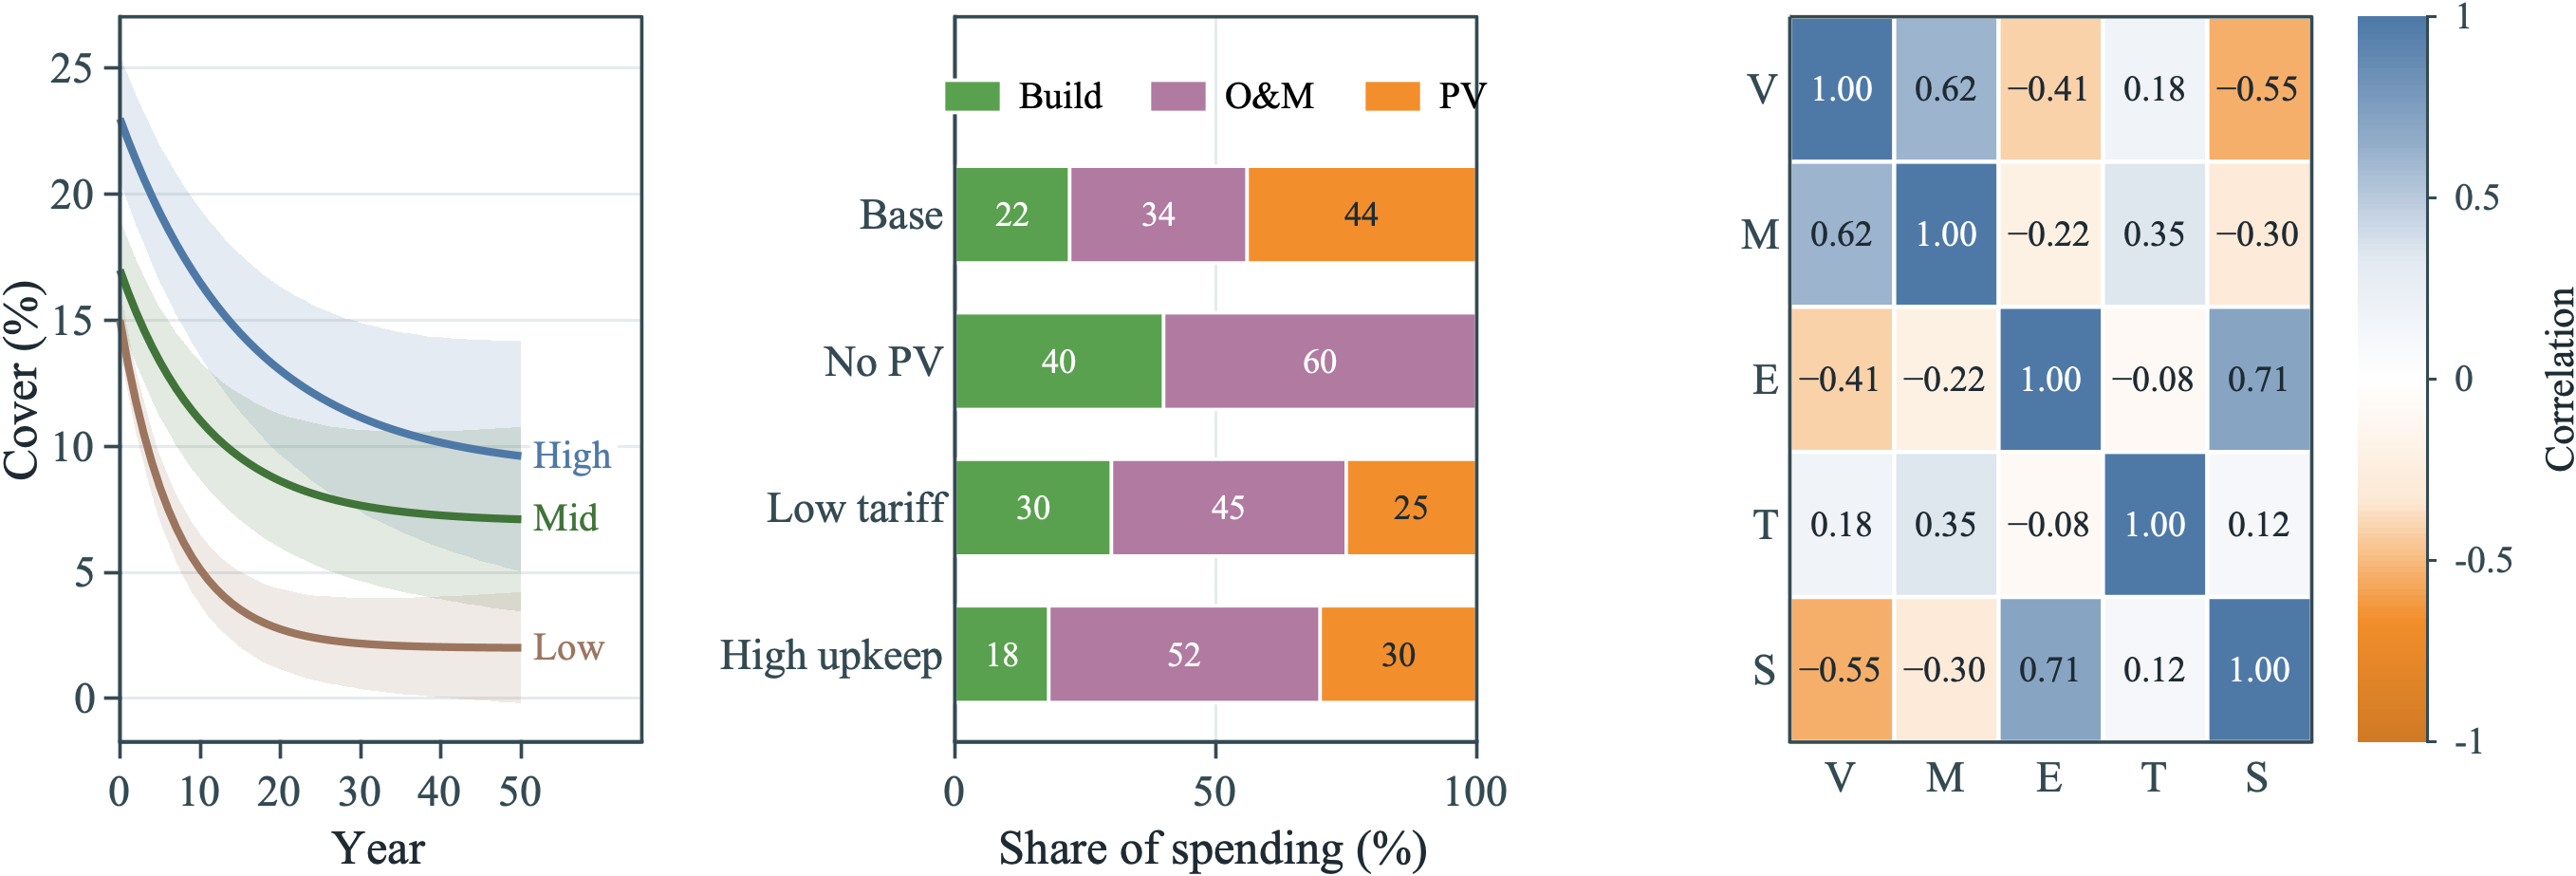 Cover (%)
25
20
15
10
5
0
High
Mid
Low
0 10 20 30 40 50
Year
Build O&M PV
Base 22 34 44
No PV 40 60
Low tariff 30 45 25
High upkeep 18 52 30
0 50 100
Share of spending (%)
V 1.00 0.62 −0.41 0.18 −0.55
M 0.62 1.00 −0.22 0.35 −0.30
E −0.41 −0.22 1.00 −0.08 0.71
T 0.18 0.35 −0.08 1.00 0.12
S −0.55 −0.30 0.71 0.12 1.00
V M E T S
1
0.5
0
-0.5
-1
Correlation